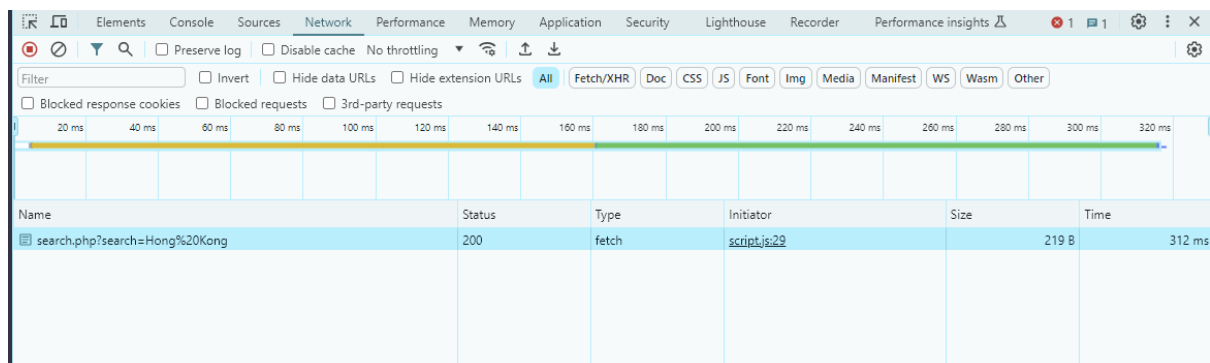 Elements Console Sources Network Performance Memory Application Security Lighthouse Recorder Performance insights 1 1
Preserve log Disable cache No throttling
Filter Invert Hide data URLs Hide extension URLs All Fetch/XHR Doc CSS JS Font Img Media Manifest WS Wasm Other
Blocked response cookies Blocked requests 3rd-party requests
20 ms 40 ms 60 ms 80 ms 100 ms 120 ms 140 ms 160 ms 180 ms 200 ms 220 ms 240 ms 260 ms 280 ms 300 ms 320 ms
Name Status Type Initiator Size Time
search.php?search=Hong%20Kong 200 fetch script.js:29 219 B 312 ms